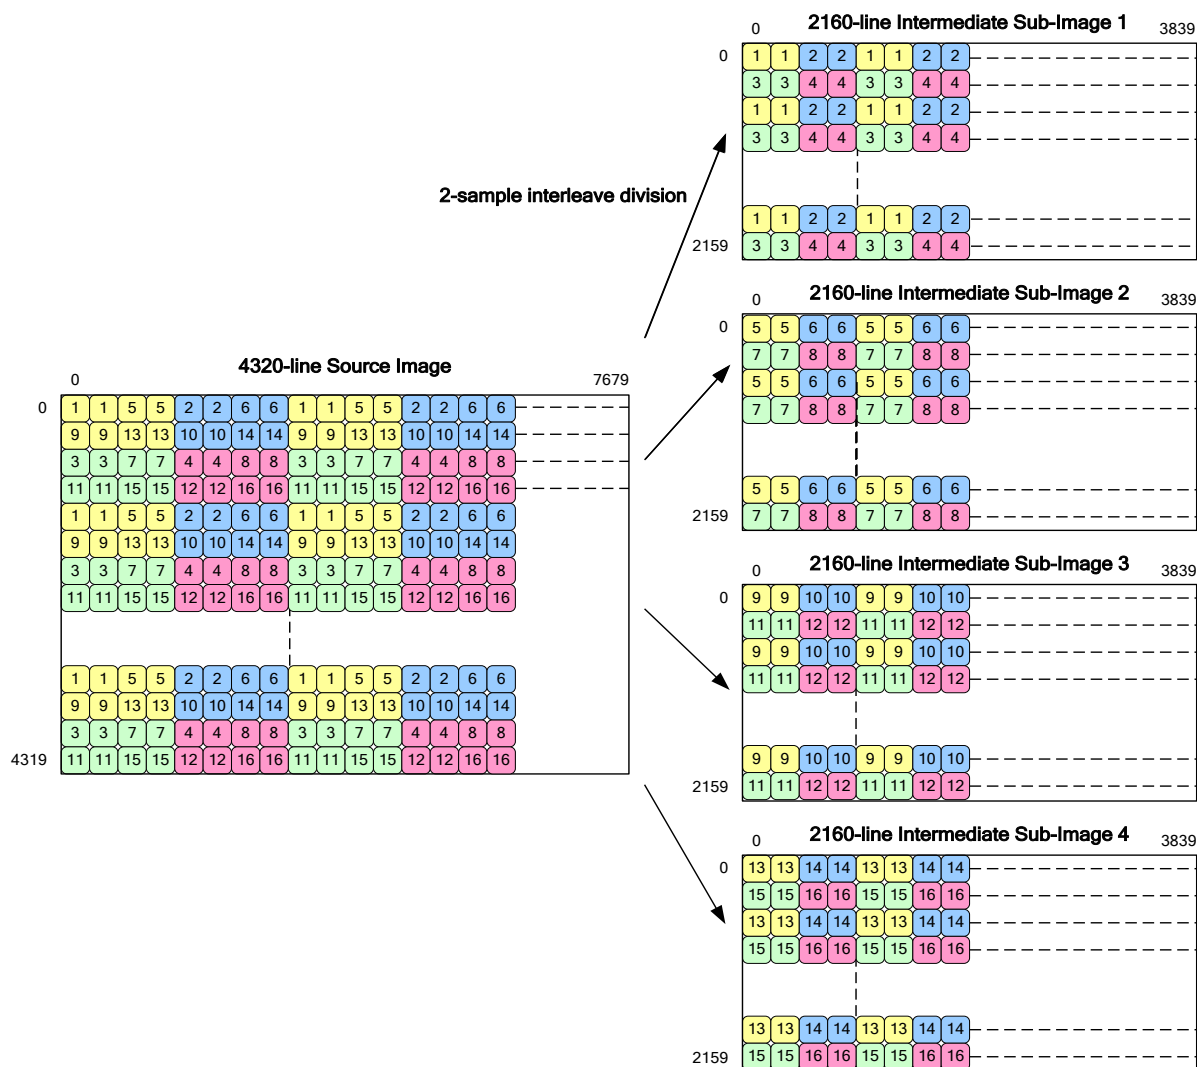 2160-line Intermediate Sub-Image 1
0 3839
0 1 1 2 2 1 1 2 2
3 3 4 4 3 3 4 4
1 1 2 2 1 1 2 2
3 3 4 4 3 3 4 4
1 1 2 2 1 1 2 2
2159 3 3 4 4 3 3 4 4
2-sample interleave division
2160-line Intermediate Sub-Image 2
0 3839
0 5 5 6 6 5 5 6 6
7 7 8 8 7 7 8 8
5 5 6 6 5 5 6 6
7 7 8 8 7 7 8 8
5 5 6 6 5 5 6 6
2159 7 7 8 8 7 7 8 8
4320-line Source Image
0 7679
0 1 1 5 5 2 2 6 6 1 1 5 5 2 2 6 6
9 9 13 13 10 10 14 14 9 9 13 13 10 10 14 14
3 3 7 7 4 4 8 8 3 3 7 7 4 4 8 8
11 11 15 15 12 12 16 16 11 11 15 15 12 12 16 16
1 1 5 5 2 2 6 6 1 1 5 5 2 2 6 6
9 9 13 13 10 10 14 14 9 9 13 13 10 10 14 14
3 3 7 7 4 4 8 8 3 3 7 7 4 4 8 8
11 11 15 15 12 12 16 16 11 11 15 15 12 12 16 16
1 1 5 5 2 2 6 6 1 1 5 5 2 2 6 6
9 9 13 13 10 10 14 14 9 9 13 13 10 10 14 14
3 3 7 7 4 4 8 8 3 3 7 7 4 4 8 8
4319 11 11 15 15 12 12 16 16 11 11 15 15 12 12 16 16
2160-line Intermediate Sub-Image 3
0 3839
0 9 9 10 10 9 9 10 10
11 11 12 12 11 11 12 12
9 9 10 10 9 9 10 10
11 11 12 12 11 11 12 12
9 9 10 10 9 9 10 10
2159 11 11 12 12 11 11 12 12
2160-line Intermediate Sub-Image 4
0 3839
0 13 13 14 14 13 13 14 14
15 15 16 16 15 15 16 16
13 13 14 14 13 13 14 14
15 15 16 16 15 15 16 16
13 13 14 14 13 13 14 14
2159 15 15 16 16 15 15 16 16